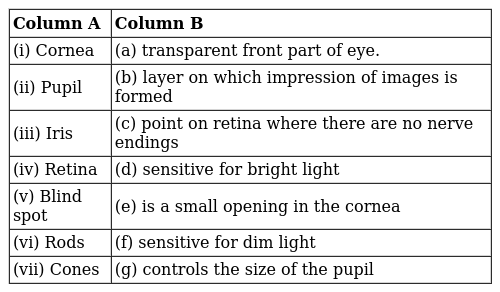 Column A Column B
(i) Cornea (a) transparent front part of eye.
(ii) Pupil (b) layer on which impression of images is
formed
(iii) Iris (c) point on retina where there are no nerve
endings
(iv) Retina (d) sensitive for bright light
(v) Blind
spot (e) is a small opening in the cornea
(vi) Rods (f) sensitive for dim light
(vii) Cones (g) controls the size of the pupil